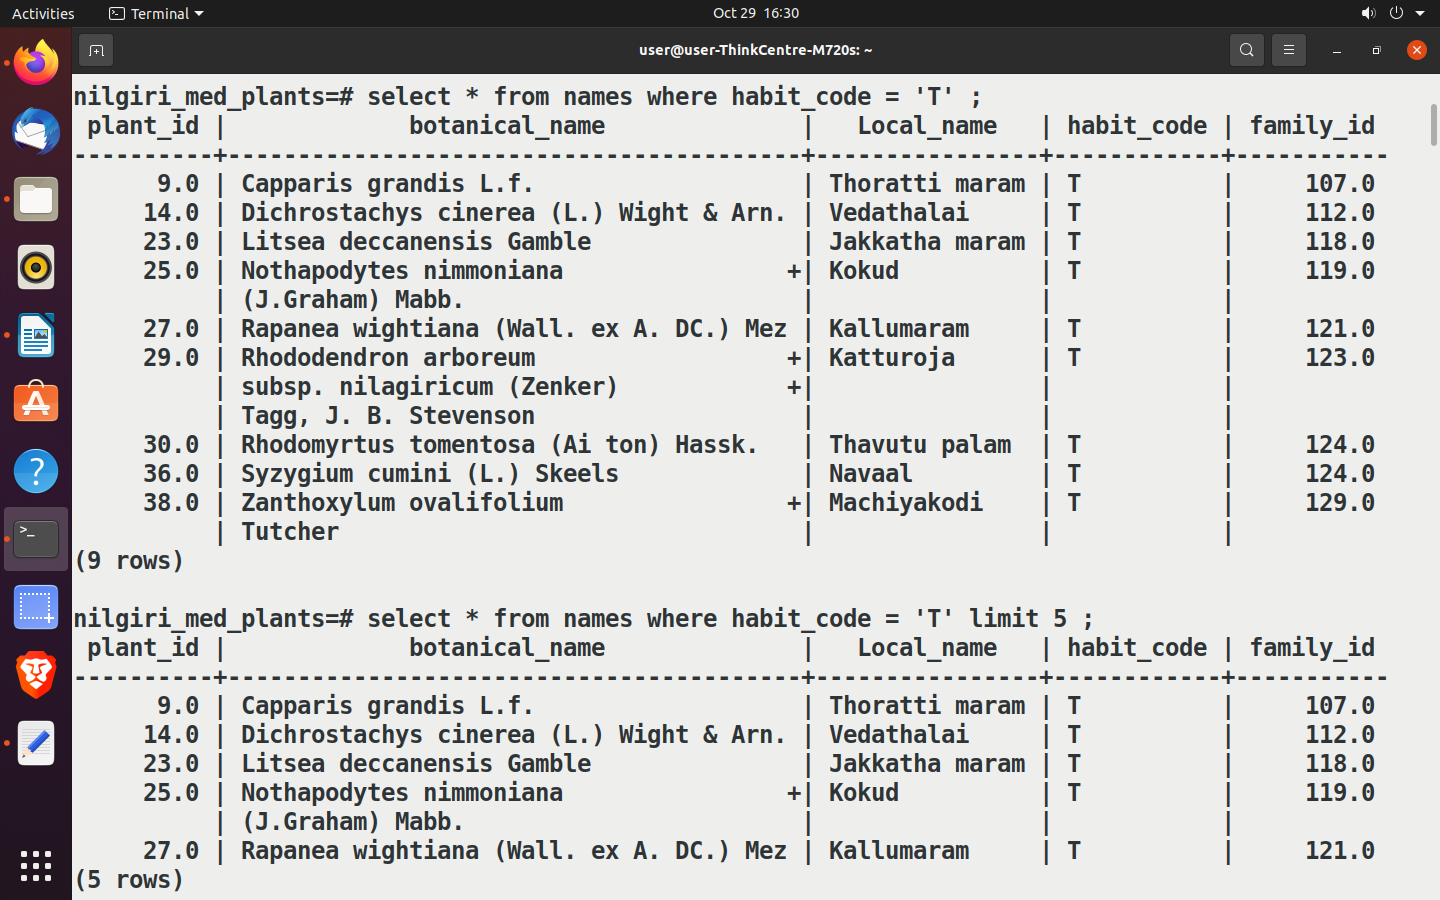 Activities Terminal Oct 29 16:30
user@user-ThinkCentre-M720s: ~
nilgiri_med_plants=# select * from names where habit_code = 'T' ;
 plant_id |             botanical_name              |   Local_name   | habit_code | family_id
----------+-----------------------------------------+----------------+------------+-----------
      9.0 | Capparis grandis L.f.                   | Thoratti maram | T          |     107.0
     14.0 | Dichrostachys cinerea (L.) Wight & Arn. | Vedathalai     | T          |     112.0
     23.0 | Litsea deccanensis Gamble               | Jakkatha maram | T          |     118.0
     25.0 | Nothapodytes nimmoniana                +| Kokud          | T          |     119.0
          | (J.Graham) Mabb.                        |                |            |
     27.0 | Rapanea wightiana (Wall. ex A. DC.) Mez | Kallumaram     | T          |     121.0
     29.0 | Rhododendron arboreum                  +| Katturoja      | T          |     123.0
          | subsp. nilagiricum (Zenker)            +|                |            |
          | Tagg, J. B. Stevenson                   |                |            |
     30.0 | Rhodomyrtus tomentosa (Ai ton) Hassk.   | Thavutu palam  | T          |     124.0
     36.0 | Syzygium cumini (L.) Skeels             | Navaal         | T          |     124.0
     38.0 | Zanthoxylum ovalifolium                +| Machiyakodi    | T          |     129.0
          | Tutcher                                 |                |            |
(9 rows)
nilgiri_med_plants=# select * from names where habit_code = 'T' limit 5 ;
 plant_id |             botanical_name              |   Local_name   | habit_code | family_id
----------+-----------------------------------------+----------------+------------+-----------
      9.0 | Capparis grandis L.f.                   | Thoratti maram | T          |     107.0
     14.0 | Dichrostachys cinerea (L.) Wight & Arn. | Vedathalai     | T          |     112.0
     23.0 | Litsea deccanensis Gamble               | Jakkatha maram | T          |     118.0
     25.0 | Nothapodytes nimmoniana                +| Kokud          | T          |     119.0
          | (J.Graham) Mabb.                        |                |            |
     27.0 | Rapanea wightiana (Wall. ex A. DC.) Mez | Kallumaram     | T          |     121.0
(5 rows)